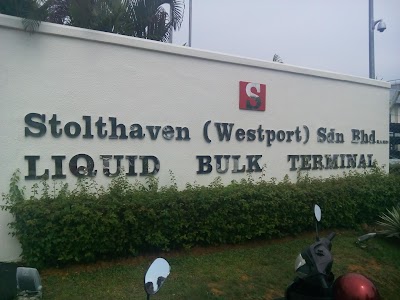 S
Stolthaven (Westport) Sdn Bhd
LIQUID BULK TERMINAL